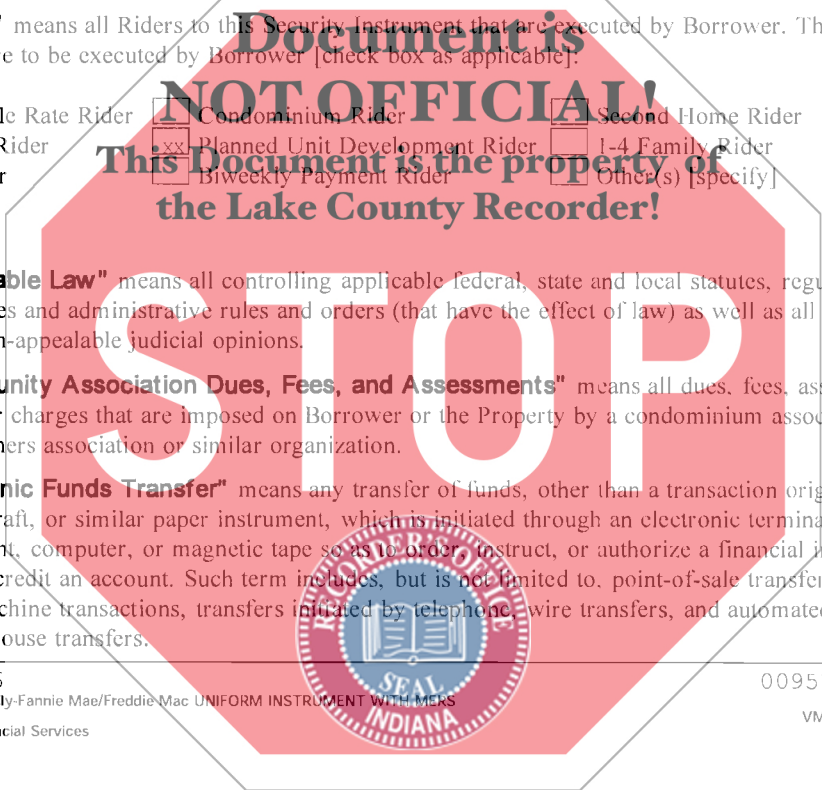 " means all Riders to this Security Instrument that are executed by Borrower. Th
Document is
e to be executed by Borrower [check box as applicable]:
NOT OFFICIAL!
le Rate Rider Condominium Rider Second Home Rider
Rider xx Planned Unit Development Rider 1-4 Family Rider
This Document is the property of
r Biweekly Payment Rider Other(s) [specify]
the Lake County Recorder!
able Law" means all controlling applicable federal, state and local statutes, regu
es and administrative rules and orders (that have the effect of law) as well as all
n-appealable judicial opinions.
STOP
unity Association Dues, Fees, and Assessments" means all dues, fees, ass
r charges that are imposed on Borrower or the Property by a condominium assoc
ners association or similar organization.
nic Funds Transfer" means any transfer of funds, other than a transaction orig
raft, or similar paper instrument, which is initiated through an electronic termina
nt, computer, or magnetic tape so as to order, instruct, or authorize a financial i
credit an account. Such term includes, but is not limited to, point-of-sale transfer
chine transactions, transfers initiated by telephone, wire transfers, and automate
ouse transfers.
RECORDER'S OFFICE
SEAL
INDIANA
0095
ly-Fannie Mae/Freddie Mac UNIFORM INSTRUMENT WITH MERS
VM
cial Services